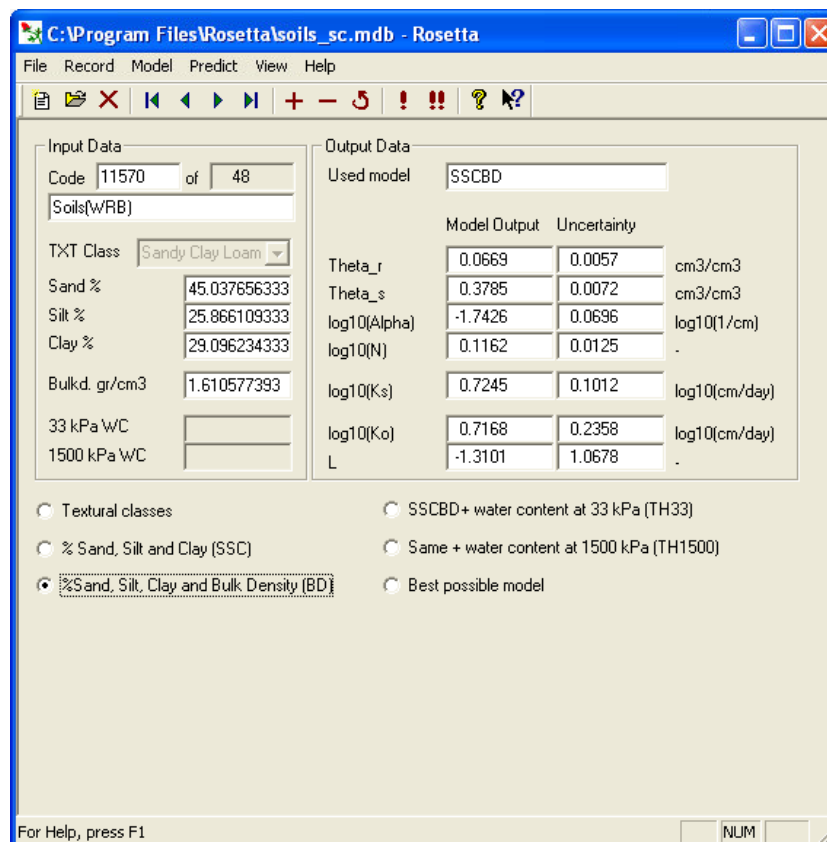 C:\Program Files\Rosetta\soils_sc.mdb - Rosetta
File Record Model Predict View Help
Input Data
Code 11570 of 48
Soils(WRB)
TXT Class Sandy Clay Loam
Sand % 45.037656333
Silt % 25.866109333
Clay % 29.096234333
Bulkd. gr/cm3 1.610577393
33 kPa WC
1500 kPa WC
Output Data
Used model SSCBD
Model Output Uncertainty
Theta_r 0.0669 0.0057 cm3/cm3
Theta_s 0.3785 0.0072 cm3/cm3
log10(Alpha) -1.7426 0.0696 log10(1/cm)
log10(N) 0.1162 0.0125 -
log10(Ks) 0.7245 0.1012 log10(cm/day)
log10(Ko) 0.7168 0.2358 log10(cm/day)
L -1.3101 1.0678 -
Textural classes
% Sand, Silt and Clay (SSC)
%Sand, Silt, Clay and Bulk Density (BD)
SSCBD+ water content at 33 kPa (TH33)
Same + water content at 1500 kPa (TH1500)
Best possible model
For Help, press F1
NUM